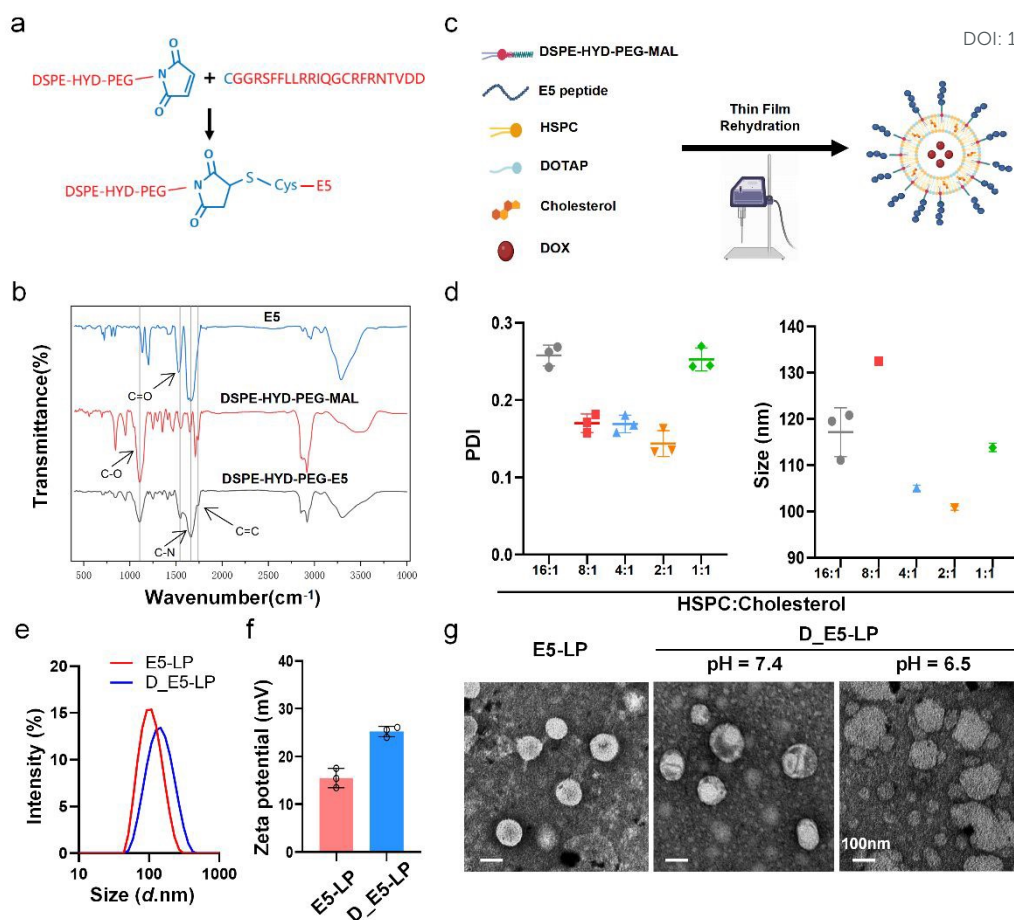 a
DSPE-HYD-PEG
N
O
O
+
CGGRSFFLLRRIQGCRFRNTVDD
DSPE-HYD-PEG
N
O
O
S
Cys
E5
c
DOI: 1
DSPE-HYD-PEG-MAL
E5 peptide
HSPC
DOTAP
Cholesterol
DOX
Thin Film
Rehydration
b
Transmittance(%)
E5
C=O
DSPE-HYD-PEG-MAL
C-O
DSPE-HYD-PEG-E5
C=C
C-N
500 1000 1500 2000 2500 3000 3500 1000
Wavenumber(cm-1)
d
PDI
0.3
0.2
0.1
0.0
16:1 8:1 4:1 2:1 1:1
Size (nm)
140
130
120
110
100
90
16:1 8:1 4:1 2:1 1:1
HSPC:Cholesterol
e
E5-LP
D_E5-LP
Intensity (%)
20
15
10
5
0
10 100 1000
Size (d.nm)
f
Zeta potential (mV)
40
30
20
10
0
E5-LP
D_E5-LP
g
E5-LP
D_E5-LP
pH = 7.4
pH = 6.5
100nm